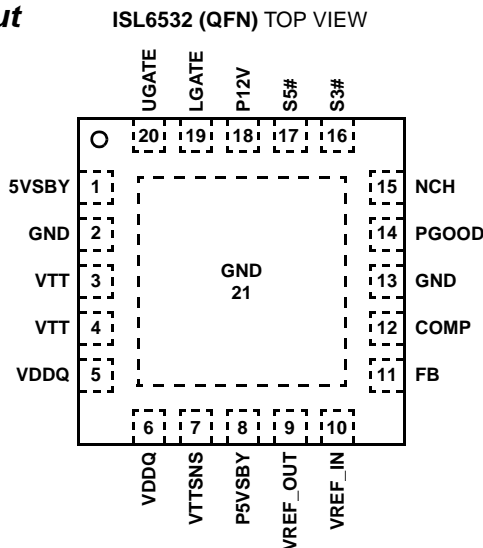 ut
ISL6532 (QFN) TOP VIEW
UGATE
LGATE
P12V
S5#
S3#
20
19
18
17
16
5VSBY 1
15 NCH
GND 2
14 PGOOD
VTT 3
GND
21
13 GND
VTT 4
12 COMP
VDDQ 5
11 FB
6
7
8
9
10
VDDQ
VTTSNS
P5VSBY
VREF_OUT
VREF_IN